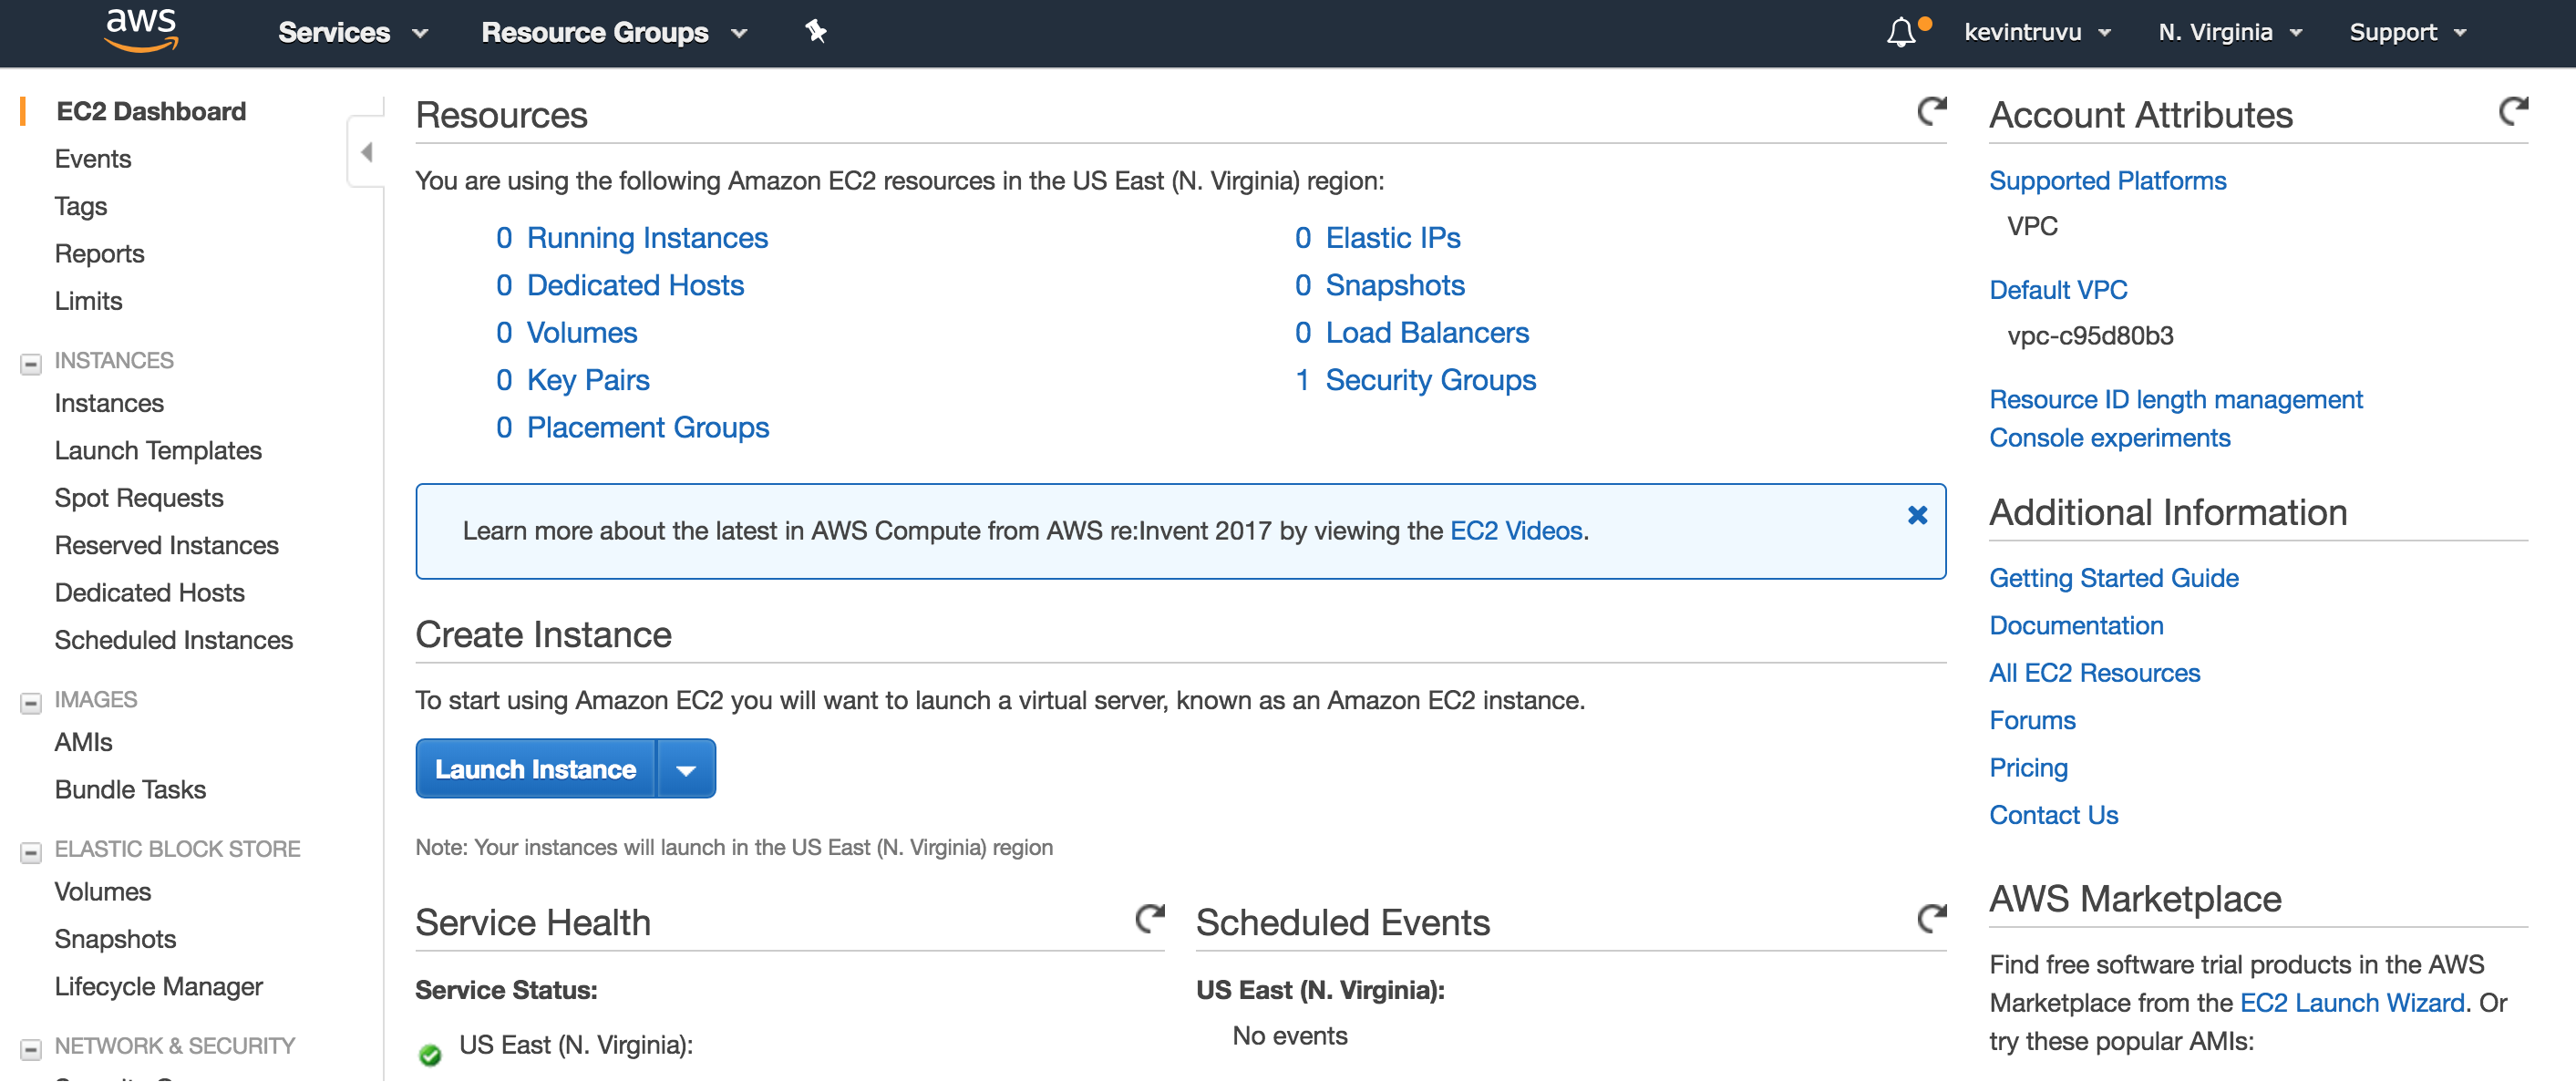 aws
Services
Resource Groups
kevintruvu
N. Virginia
Support
EC2 Dashboard
Events
Tags
Reports
Limits
INSTANCES
Instances
Launch Templates
Spot Requests
Reserved Instances
Dedicated Hosts
Scheduled Instances
IMAGES
AMIs
Bundle Tasks
ELASTIC BLOCK STORE
Volumes
Snapshots
Lifecycle Manager
NETWORK & SECURITY
Resources
You are using the following Amazon EC2 resources in the US East (N. Virginia) region:
0 Running Instances
0 Dedicated Hosts
0 Volumes
0 Key Pairs
0 Placement Groups
0 Elastic IPs
0 Snapshots
0 Load Balancers
1 Security Groups
Learn more about the latest in AWS Compute from AWS re:Invent 2017 by viewing the EC2 Videos.
Create Instance
To start using Amazon EC2 you will want to launch a virtual server, known as an Amazon EC2 instance.
Launch Instance
Note: Your instances will launch in the US East (N. Virginia) region
Service Health
Service Status:
US East (N. Virginia):
Scheduled Events
US East (N. Virginia):
No events
Account Attributes
Supported Platforms
VPC
Default VPC
vpc-c95d80b3
Resource ID length management
Console experiments
Additional Information
Getting Started Guide
Documentation
All EC2 Resources
Forums
Pricing
Contact Us
AWS Marketplace
Find free software trial products in the AWS
Marketplace from the EC2 Launch Wizard. Or
try these popular AMIs: